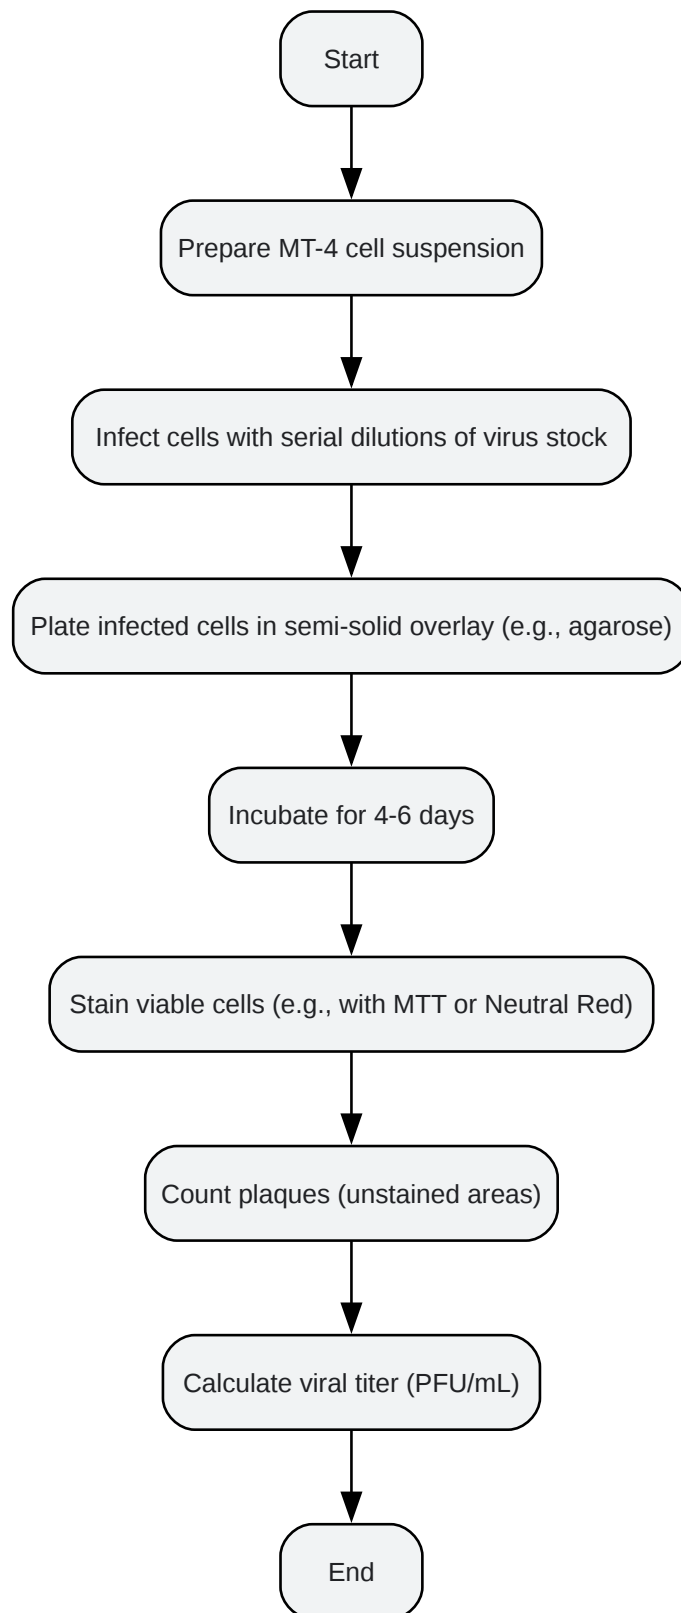 Start
Prepare MT-4 cell suspension
Infect cells with serial dilutions of virus stock
Plate infected cells in semi-solid overlay (e.g., agarose)
Incubate for 4-6 days
Stain viable cells (e.g., with MTT or Neutral Red)
Count plaques (unstained areas)
Calculate viral titer (PFU/mL)
End